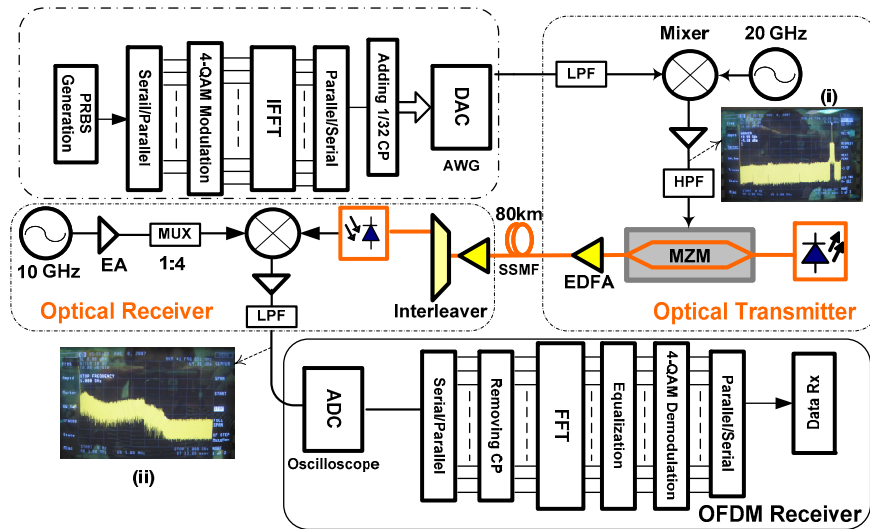 PRBS Generation
Serail/Parallel
4-QAM Modulation
IFFT
Parallel/Serial
Adding 1/32 CP
DAC
AWG
LPF
Mixer
20 GHz
(i)
HPF
MZM
Optical Transmitter
EDFA
80km
SSMF
Interleaver
10 GHz
EA
MUX
1:4
Optical Receiver
LPF
(ii)
STOP FREQUENCY
ADC
Oscilloscope
Serial/Parallel
Removing CP
FFT
Equalization
4-QAM Demodulation
Parallel/Serial
Data Rx
OFDM Receiver